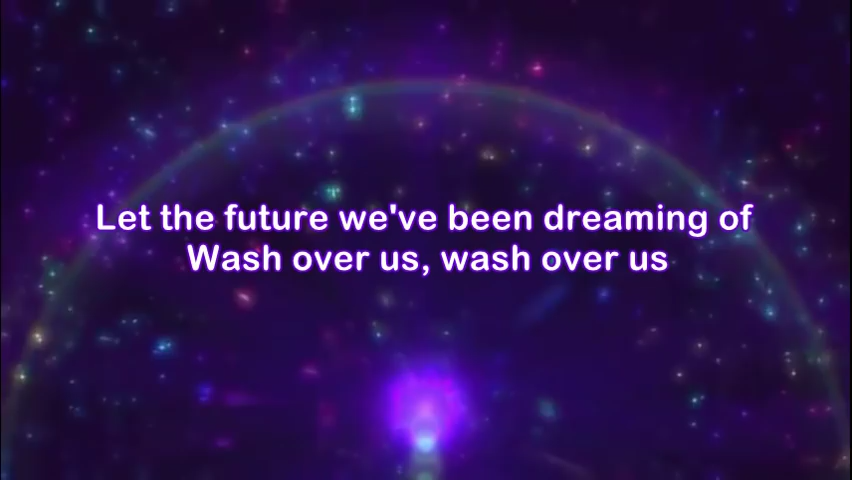 Let the future we've been dreaming of
Wash over us, wash over us